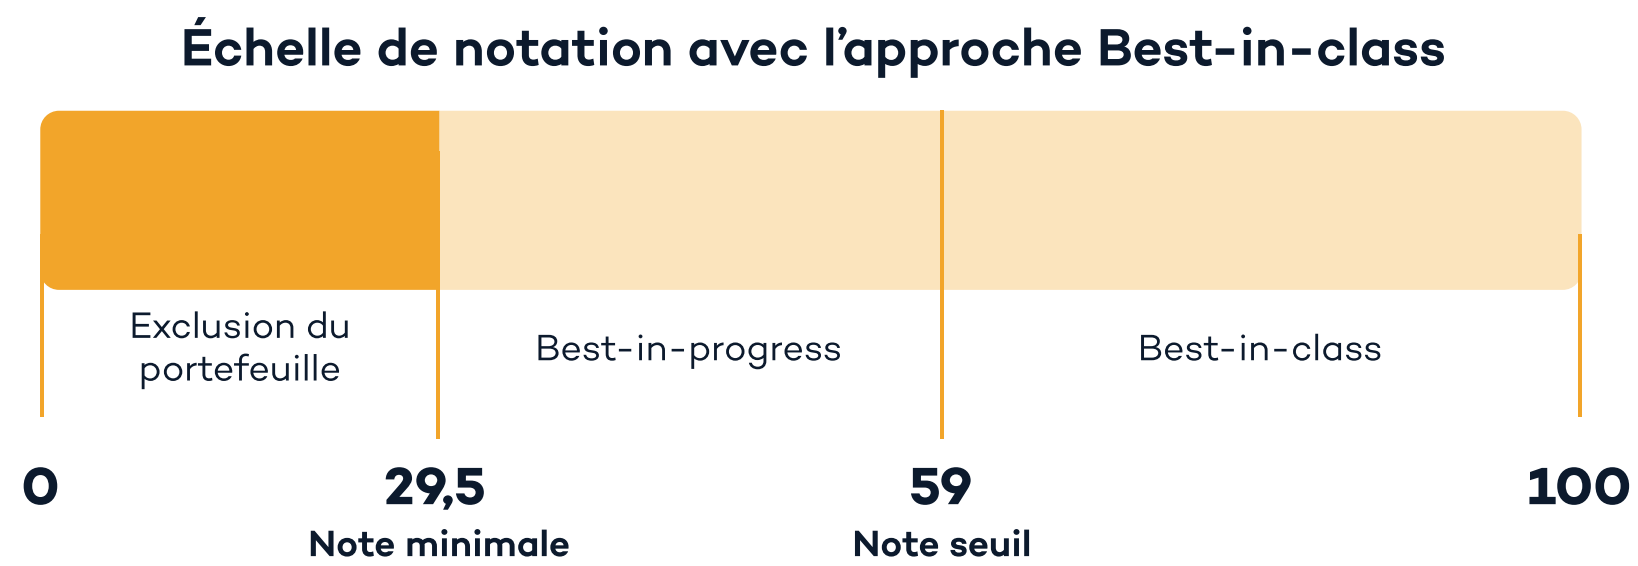 Échelle de notation avec l’approche Best-in-class
Exclusion du
portefeuille
Best-in-progress
Best-in-class
0
29,5
59
100
Note minimale
Note seuil